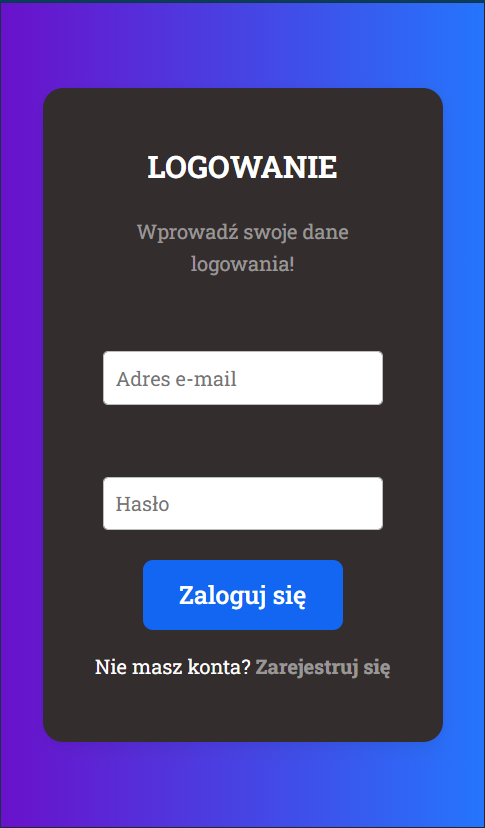 LOGOWANIE
Wprowadź swoje dane
logowania!
Adres e-mail
Hasło
Zaloguj się
Nie masz konta? Zarejestruj się